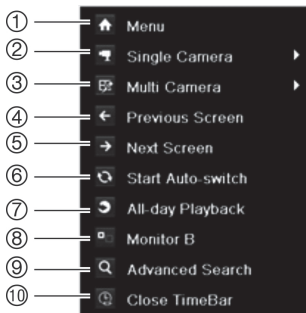 ① Menu
② Single Camera
③ Multi Camera
④ Previous Screen
⑤ Next Screen
⑥ Start Auto-switch
⑦ All-day Playback
⑧ Monitor B
⑨ Advanced Search
⑩ Close TimeBar